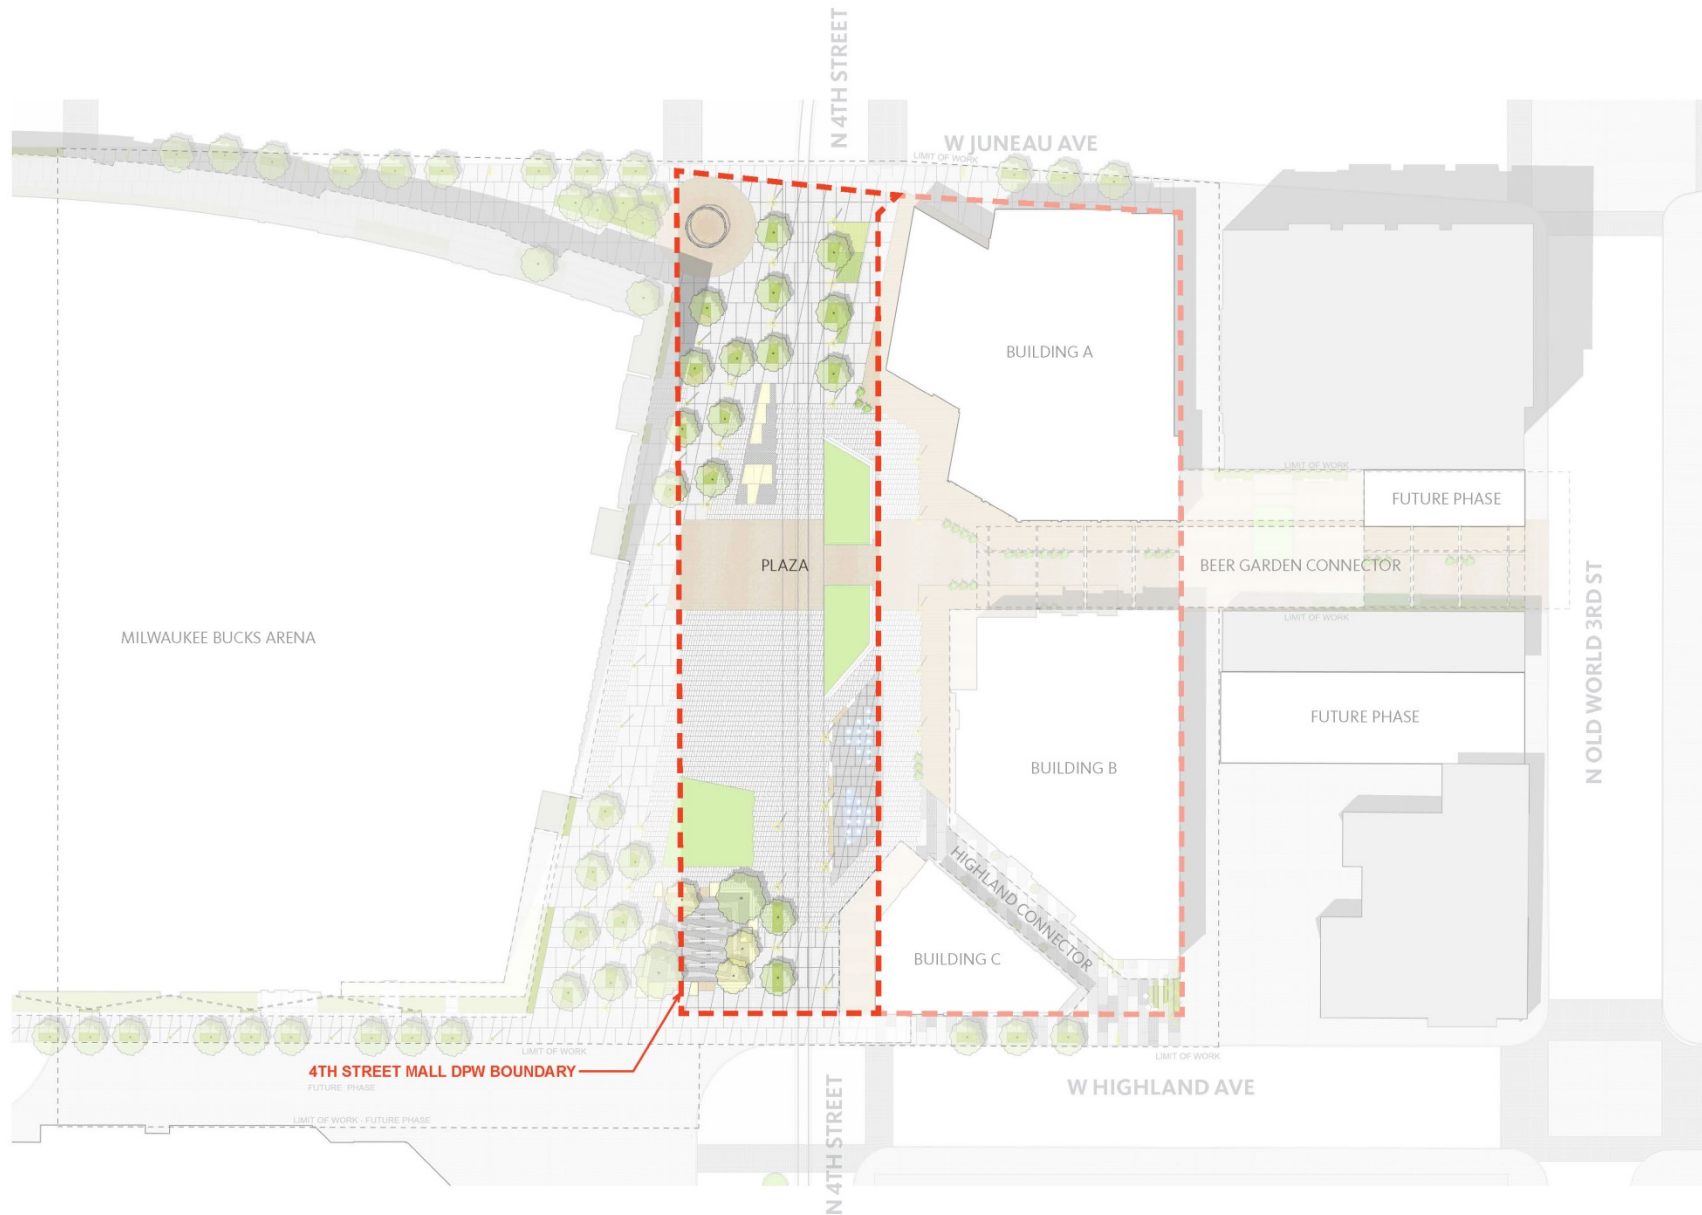 N 4TH STREET
W JUNEAU AVE
LIMIT OF WORK
BUILDING A
LIMIT OF WORK
FUTURE PHASE
PLAZA
BEER GARDEN CONNECTOR
LIMIT OF WORK
MILWAUKEE BUCKS ARENA
N OLD WORLD 3RD ST
FUTURE PHASE
BUILDING B
HIGHLAND CONNECTOR
BUILDING C
LIMIT OF WORK
LIMIT OF WORK
4TH STREET MALL DPW BOUNDARY
FUTURE PHASE
W HIGHLAND AVE
LIMIT OF WORK - FUTURE PHASE
N 4TH STREET